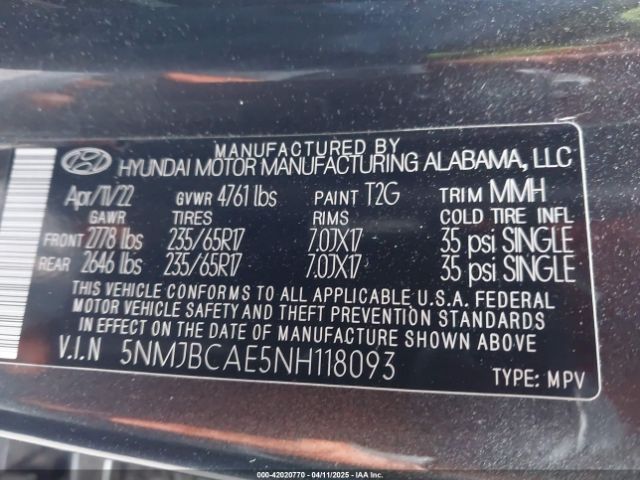 MANUFACTURED BY
HYUNDAI MOTOR MANUFACTURING ALABAMA, LLC
Apr/11/22 GVWR 4761 lbs PAINT T2G TRIM MMH
GAWR TIRES RIMS COLD TIRE INFL
FRONT 2778 lbs 235/65R17 7.0JX17 35 psi SINGLE
REAR 2646 lbs 235/65R17 7.0JX17 35 psi SINGLE
THIS VEHICLE CONFORMS TO ALL APPLICABLE U.S.A. FEDERAL
MOTOR VEHICLE SAFETY AND THEFT PREVENTION STANDARDS
IN EFFECT ON THE DATE OF MANUFACTURE SHOWN ABOVE.
V.I.N 5NMJBCAE5NH118093
TYPE: MPV
000-42020770 - 04/11/2025 - IAA